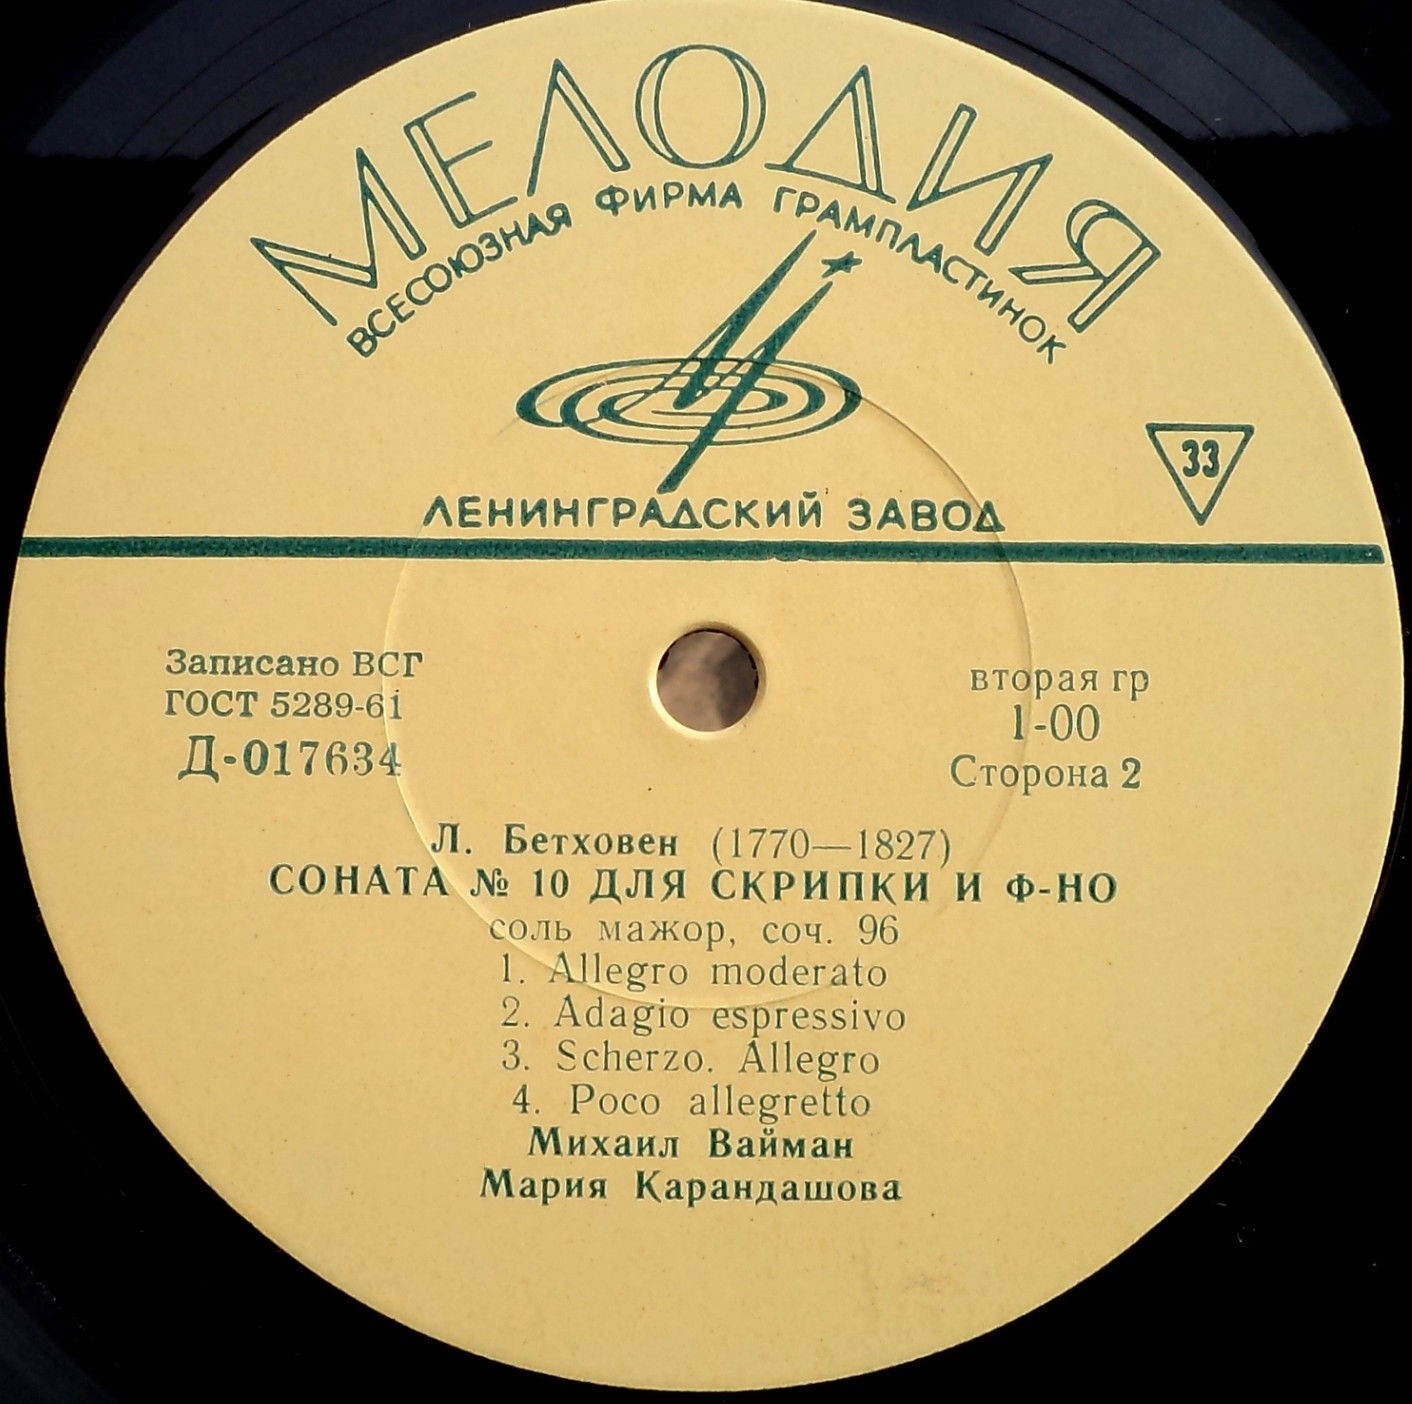 МЕЛОДИЯ
ВСЕСОЮЗНАЯ ФИРМА ГРАМПЛАСТИНОК
33
ЛЕНИНГРАДСКИЙ ЗАВОД
Записано ВСГ
ГОСТ 5289-61
Д-017634
вторая гр
1-00
Сторона 2
Л. Бетховен (1770—1827)
СОНАТА № 10 ДЛЯ СКРИПКИ И Ф-НО
соль мажор, соч. 96
1. Allegro moderato
2. Adagio espressivo
3. Scherzo. Allegro
4. Poco allegretto
Михаил Вайман
Мария Карандашова